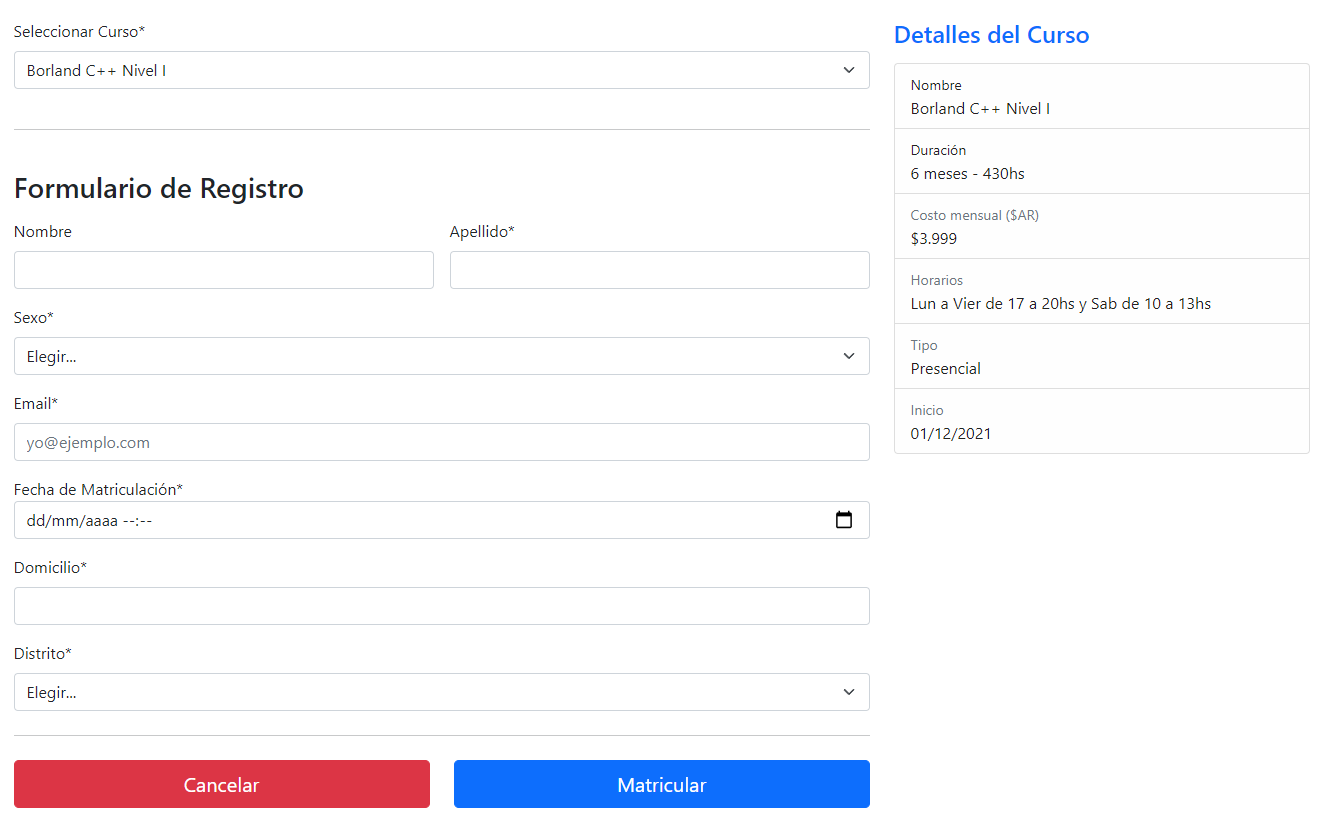 Seleccionar Curso*
Borland C++ Nivel I
Formulario de Registro
Nombre
Apellido*
Sexo*
Elegir...
Email*
yo@ejemplo.com
Fecha de Matriculación*
dd/mm/aaaa --:--
Domicilio*
Distrito*
Elegir...
Cancelar
Matricular
Detalles del Curso
Nombre
Borland C++ Nivel I
Duración
6 meses - 430hs
Costo mensual ($AR)
$3.999
Horarios
Lun a Vier de 17 a 20hs y Sab de 10 a 13hs
Tipo
Presencial
Inicio
01/12/2021